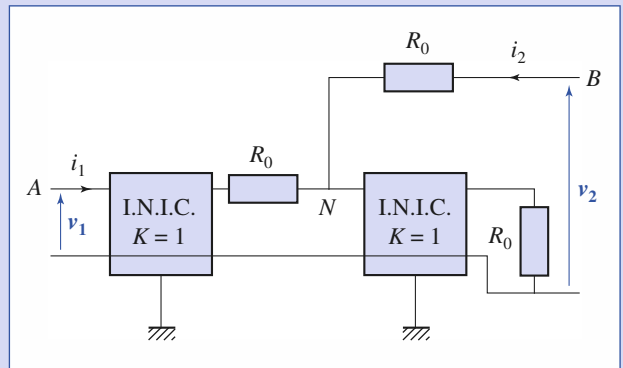 R₀
i₂
B
i₁
R₀
A
N
v₁
I.N.I.C.
K = 1
I.N.I.C.
K = 1
R₀
v₂